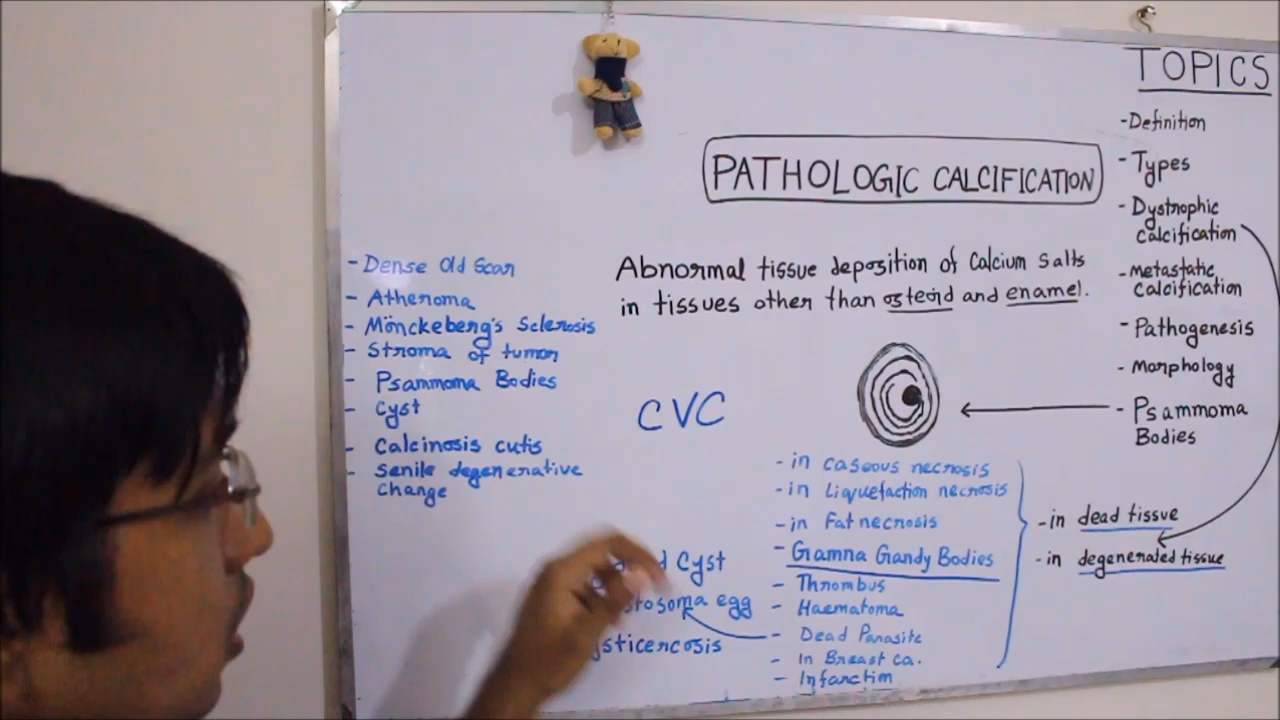 TOPICS
-Definition
-Types
-Dystrophic
calcification
-metastatic
calcification
-Pathogenesis
-Morphology
-Psammoma
Bodies
PATHOLOGIC CALCIFICATION
Abnormal tissue deposition of Calcium Salts
in tissues other than osteoid and enamel.
-Dense Old Scar
-Atheroma
-Mönckeberg's Sclerosis
-Stroma of tumor
-Psammoma Bodies
-Cyst
-Calcinosis cutis
-Senile degenerative
change
CVC
-in caseous necrosis
-in Liquefaction necrosis
-in Fat necrosis
-Gamna Gandy Bodies
-Thrombus
-Haematoma
-Dead Parasite
-In Breast ca.
-Infarctim
-in dead tissue
-in degenerated tissue
Cyst
egg